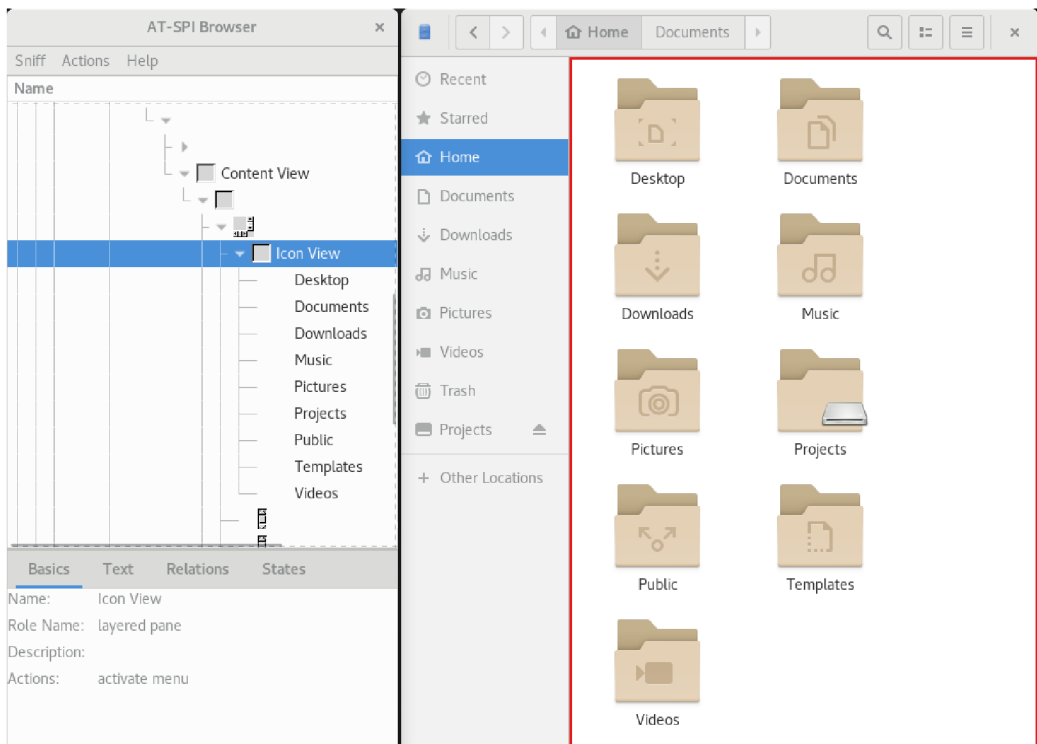 AT-SPI Browser
Sniff Actions Help
Name
Content View
Icon View
Desktop
Documents
Downloads
Music
Pictures
Projects
Public
Templates
Videos
Basics Text Relations States
Name: Icon View
Role Name: layered pane
Description:
Actions: activate menu
Home Documents
Recent
Starred
Home
Documents
Downloads
Music
Pictures
Videos
Trash
Projects
Other Locations
Desktop Documents
Downloads Music
Pictures Projects
Public Templates
Videos